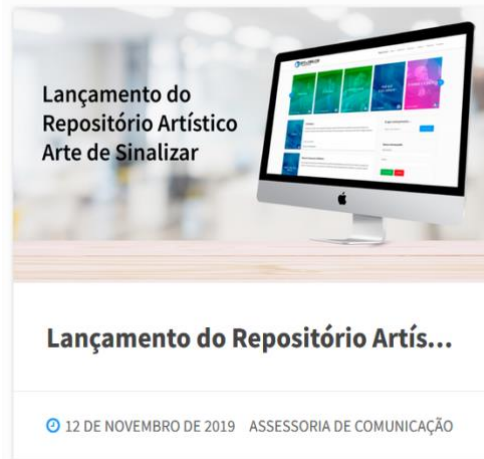 Lançamento do
Repositório Artístico
Arte de Sinalizar
Lançamento do Repositório Artís...
12 DE NOVEMBRO DE 2019 ASSESSORIA DE COMUNICAÇÃO